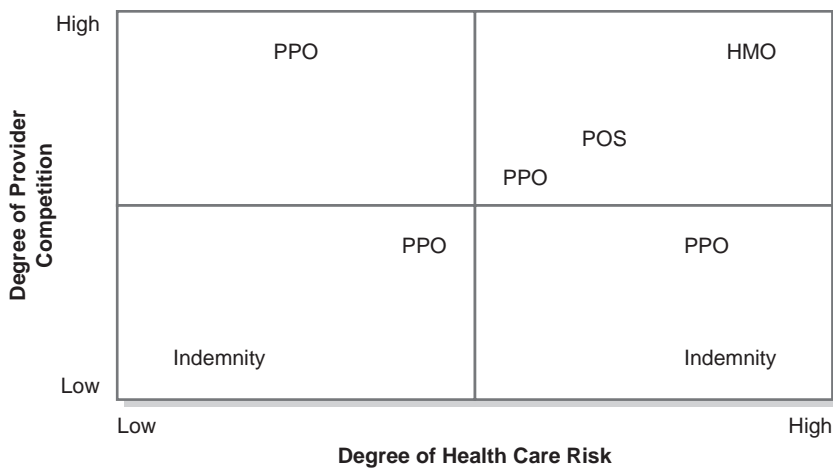 High
PPO
HMO
POS
PPO
Degree of Provider
Competition
PPO
PPO
Indemnity
Indemnity
Low
Low
High
Degree of Health Care Risk